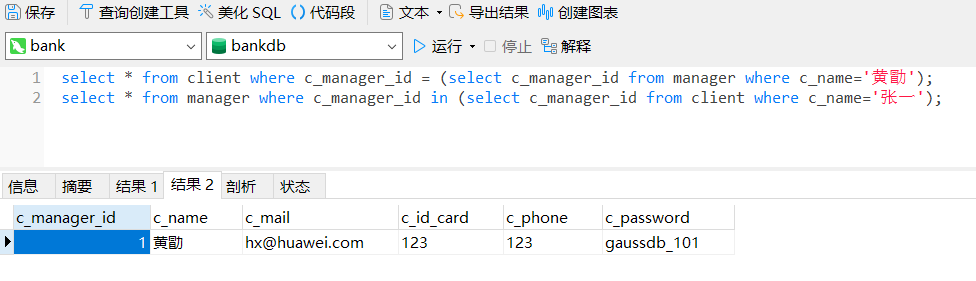 保存 查询创建工具 美化 SQL 代码段 文本 导出结果 创建图表
bank bankdb 运行 停止 解释
1 select * from client where c_manager_id = (select c_manager_id from manager where c_name='黄勖');
2 select * from manager where c_manager_id in (select c_manager_id from client where c_name='张一');
信息 摘要 结果 1 结果 2 剖析 状态
c_manager_id c_name c_mail c_id_card c_phone c_password
1 黄勖 hx@huawei.com 123 123 gaussdb_101